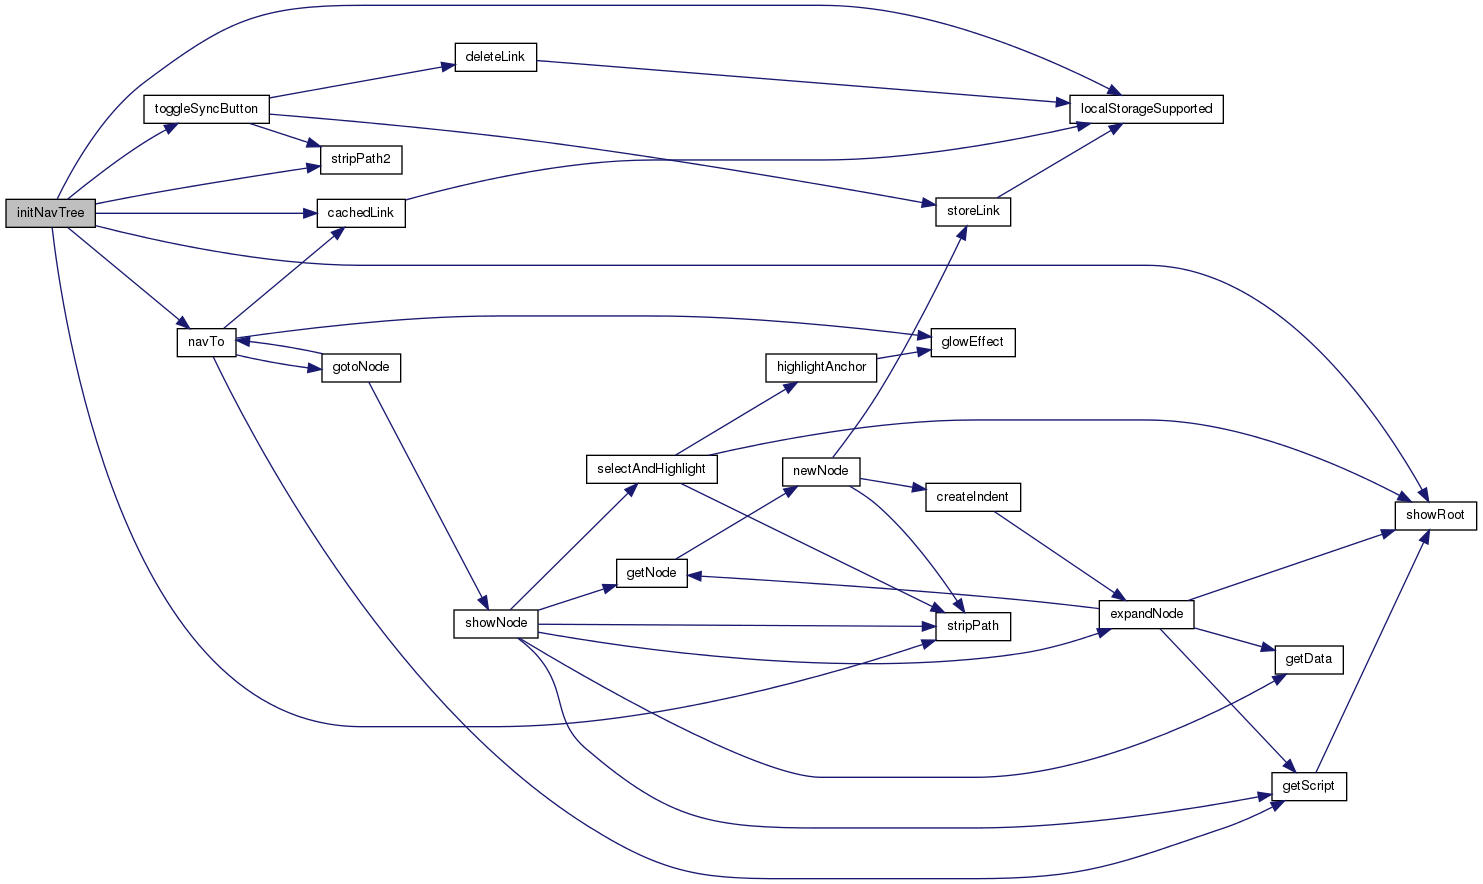 deleteLink
toggleSyncButton
localStorageSupported
stripPath2
initNavTree
cachedLink
storeLink
navTo
glowEffect
gotoNode
highlightAnchor
selectAndHighlight
newNode
createIndent
showRoot
getNode
expandNode
showNode
stripPath
getData
getScript